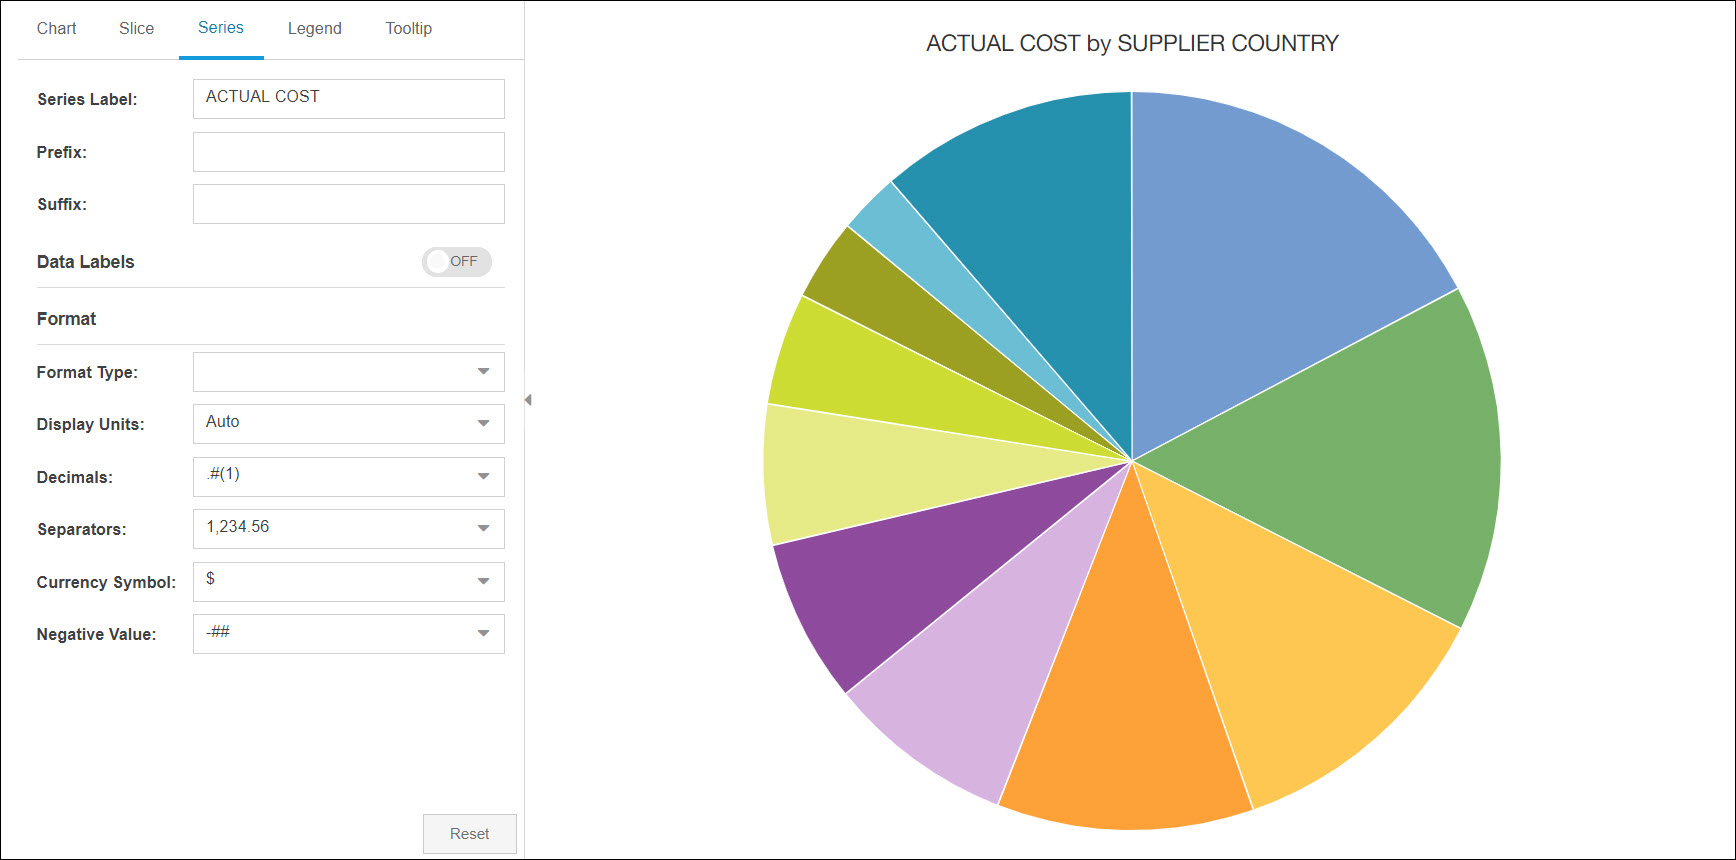 Chart Slice Series Legend Tooltip
Series Label: ACTUAL COST
Prefix:
Suffix:
Data Labels OFF
Format
Format Type:
Display Units: Auto
Decimals: .#(1)
Separators: 1,234.56
Currency Symbol: $
Negative Value: -##
Reset
ACTUAL COST by SUPPLIER COUNTRY